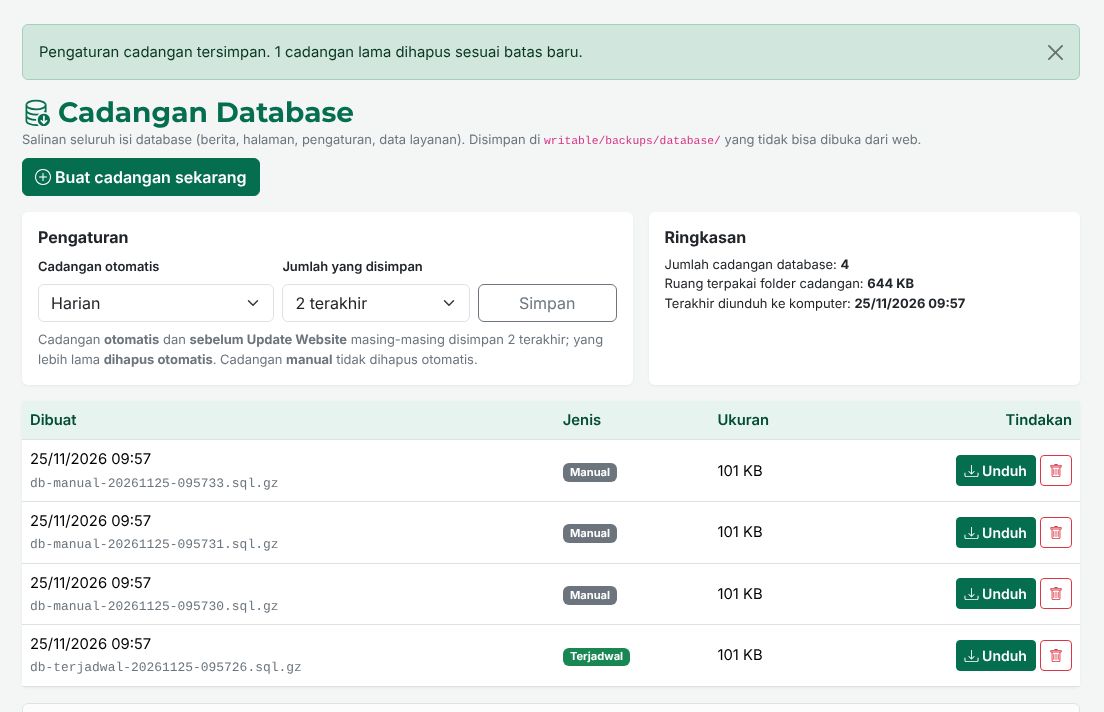 Pengaturan cadangan tersimpan. 1 cadangan lama dihapus sesuai batas baru.
Cadangan Database
Salinan seluruh isi database (berita, halaman, pengaturan, data layanan). Disimpan di writable/backups/database/ yang tidak bisa dibuka dari web.
Buat cadangan sekarang
Pengaturan
Cadangan otomatis
Jumlah yang disimpan
Harian
2 terakhir
Simpan
Cadangan otomatis dan sebelum Update Website masing-masing disimpan 2 terakhir; yang
lebih lama dihapus otomatis. Cadangan manual tidak dihapus otomatis.
Ringkasan
Jumlah cadangan database: 4
Ruang terpakai folder cadangan: 644 KB
Terakhir diunduh ke komputer: 25/11/2026 09:57
Dibuat Jenis Ukuran Tindakan
25/11/2026 09:57
db-manual-20261125-095733.sql.gz
Manual
101 KB
Unduh
25/11/2026 09:57
db-manual-20261125-095731.sql.gz
Manual
101 KB
Unduh
25/11/2026 09:57
db-manual-20261125-095730.sql.gz
Manual
101 KB
Unduh
25/11/2026 09:57
db-terjadwal-20261125-095726.sql.gz
Terjadwal
101 KB
Unduh